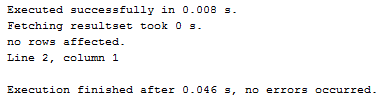 Executed successfully in 0.008 s.
Fetching resultset took 0 s.
no rows affected.
Line 2, column 1
Execution finished after 0.046 s, no errors occurred.